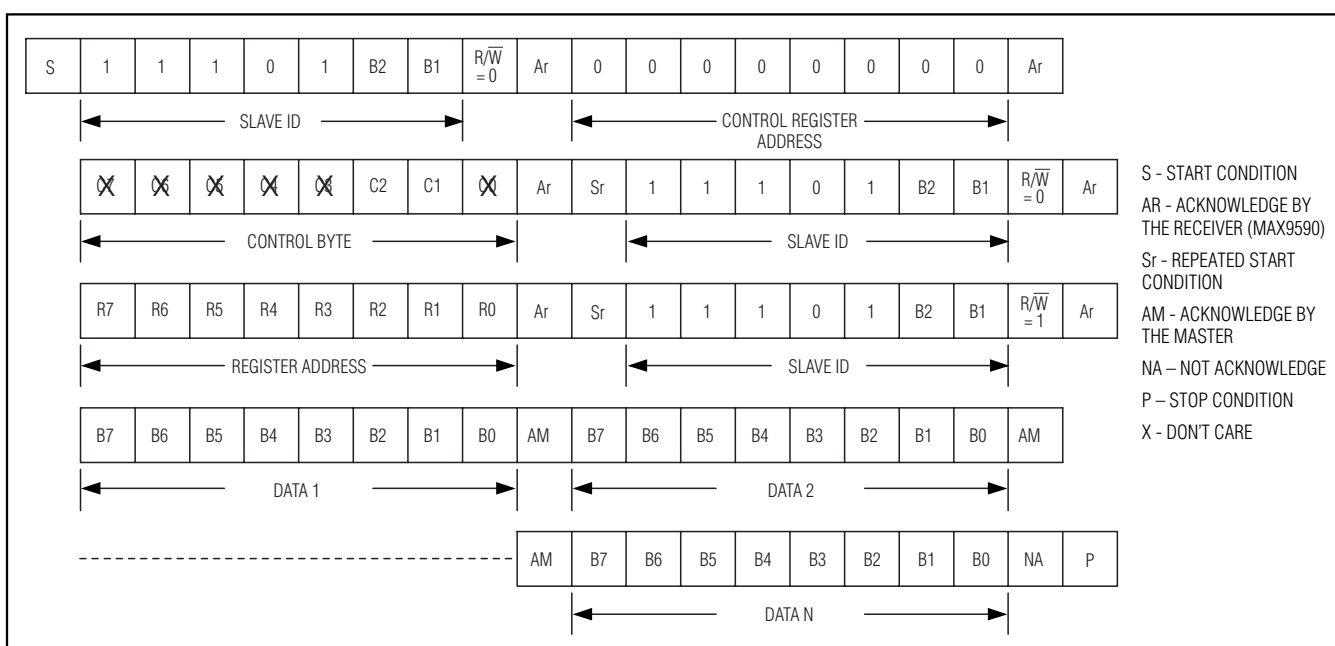 S 1 1 1 0 1 B2 B1 R/W̅ = 0 Ar 0 0 0 0 0 0 0 0 Ar
SLAVE ID CONTROL REGISTER ADDRESS
C7 C6 C5 C4 C3 C2 C1 C0 Ar Sr 1 1 1 0 1 B2 B1 R/W̅ = 0 Ar
CONTROL BYTE SLAVE ID
R7 R6 R5 R4 R3 R2 R1 R0 Ar Sr 1 1 1 0 1 B2 B1 R/W̅ = 1 Ar
REGISTER ADDRESS SLAVE ID
B7 B6 B5 B4 B3 B2 B1 B0 AM B7 B6 B5 B4 B3 B2 B1 B0 AM
DATA 1 DATA 2
AM B7 B6 B5 B4 B3 B2 B1 B0 NA P
DATA N
S - START CONDITION
AR - ACKNOWLEDGE BY
THE RECEIVER (MAX9590)
Sr - REPEATED START
CONDITION
AM - ACKNOWLEDGE BY
THE MASTER
NA – NOT ACKNOWLEDGE
P – STOP CONDITION
X - DON'T CARE